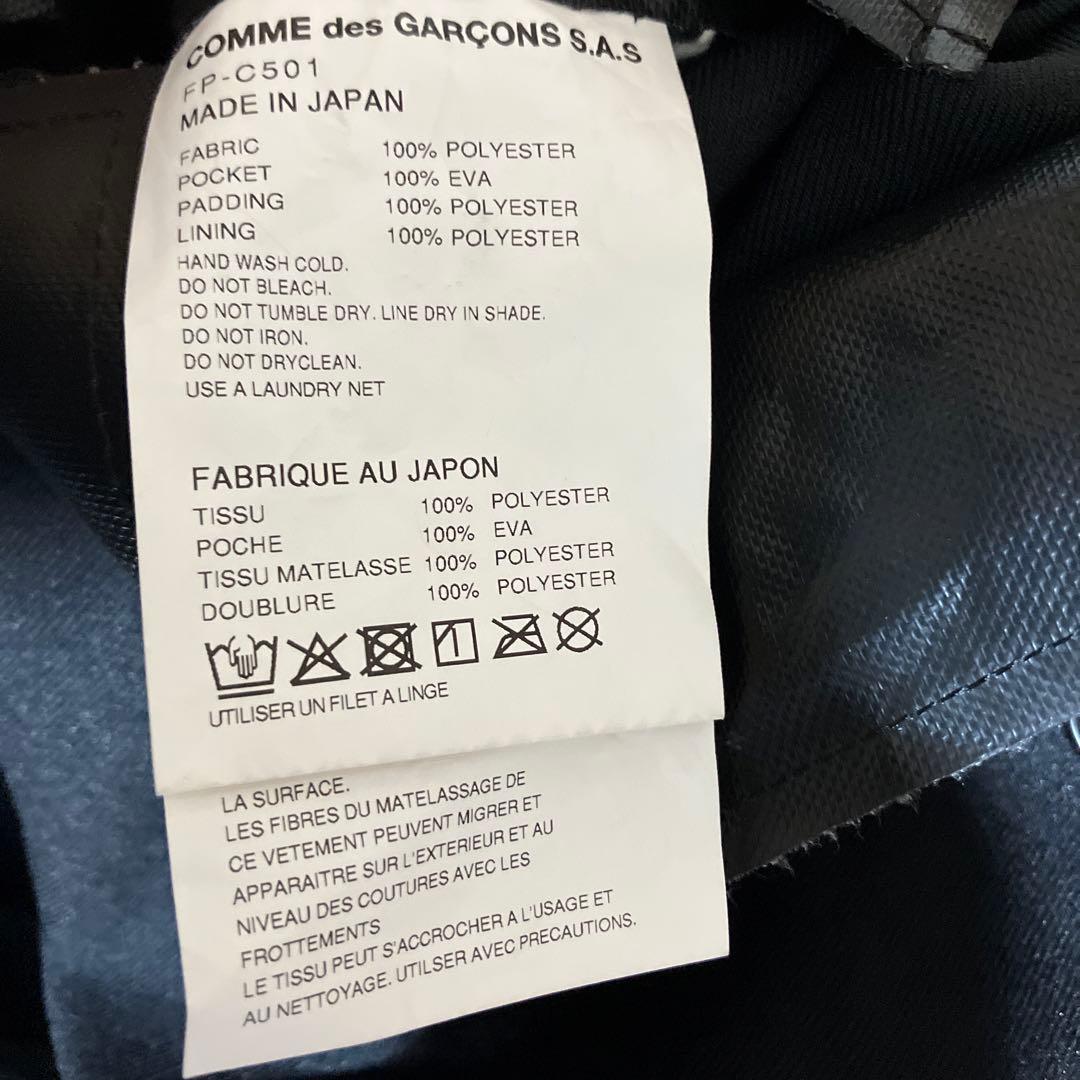 COMME des GARÇONS S.A.S
FP-C501
MADE IN JAPAN
FABRIC 100% POLYESTER
POCKET 100% EVA
PADDING 100% POLYESTER
LINING 100% POLYESTER
HAND WASH COLD.
DO NOT BLEACH.
DO NOT TUMBLE DRY. LINE DRY IN SHADE.
DO NOT IRON.
DO NOT DRYCLEAN.
USE A LAUNDRY NET
FABRIQUE AU JAPON
TISSU 100% POLYESTER
POCHE 100% EVA
TISSU MATELASSE 100% POLYESTER
DOUBLURE 100% POLYESTER
UTILISER UN FILET A LINGE
LA SURFACE.
LES FIBRES DU MATELASSAGE DE
CE VETEMENT PEUVENT MIGRER ET
APPARAITRE SUR L'EXTERIEUR ET AU
NIVEAU DES COUTURES AVEC LES
FROTTEMENTS
LE TISSU PEUT S'ACCROCHER A L'USAGE ET
AU NETTOYAGE. UTILSER AVEC PRECAUTIONS.